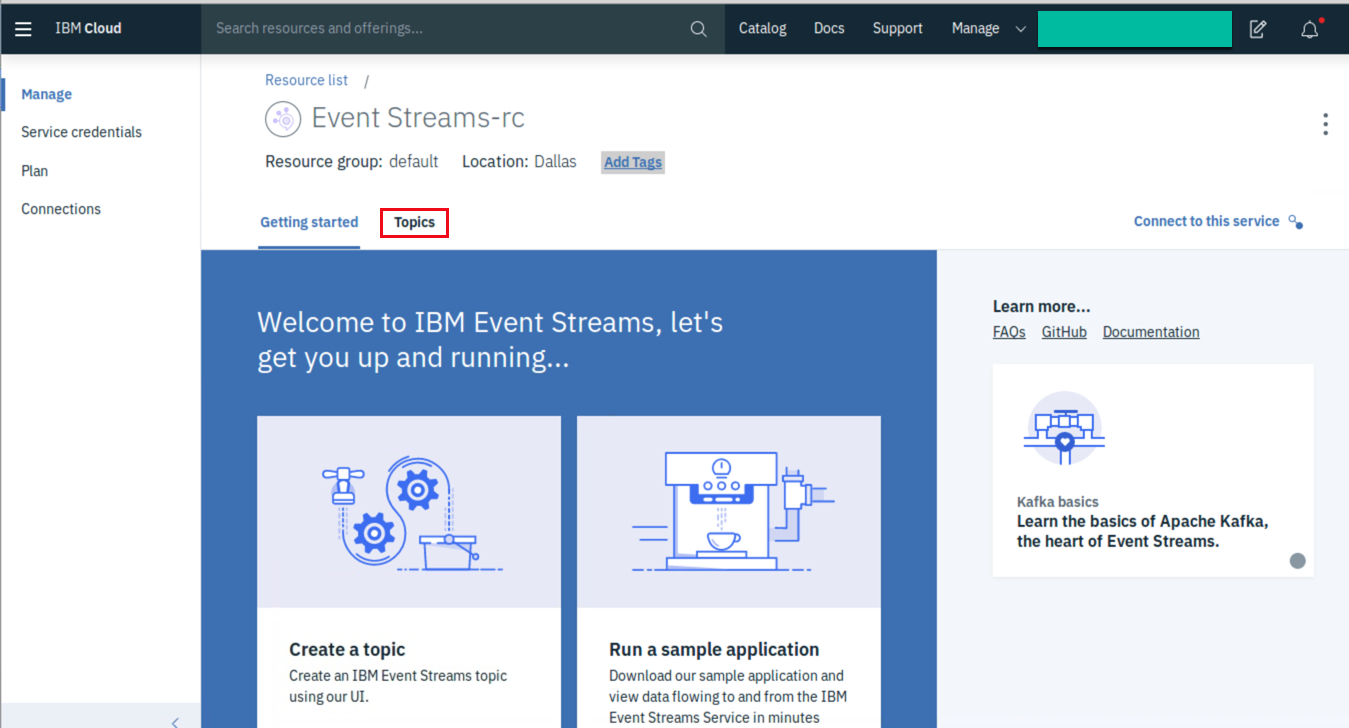 IBM Cloud Search resources and offerings... Catalog Docs Support Manage
Manage
Service credentials
Plan
Connections
Resource list /
Event Streams-rc
Resource group: default Location: Dallas Add Tags
Getting started Topics Connect to this service
Welcome to IBM Event Streams, let's
get you up and running...
Create a topic
Create an IBM Event Streams topic
using our UI.
Run a sample application
Download our sample application and
view data flowing to and from the IBM
Event Streams Service in minutes
Learn more...
FAQs GitHub Documentation
Kafka basics
Learn the basics of Apache Kafka,
the heart of Event Streams.